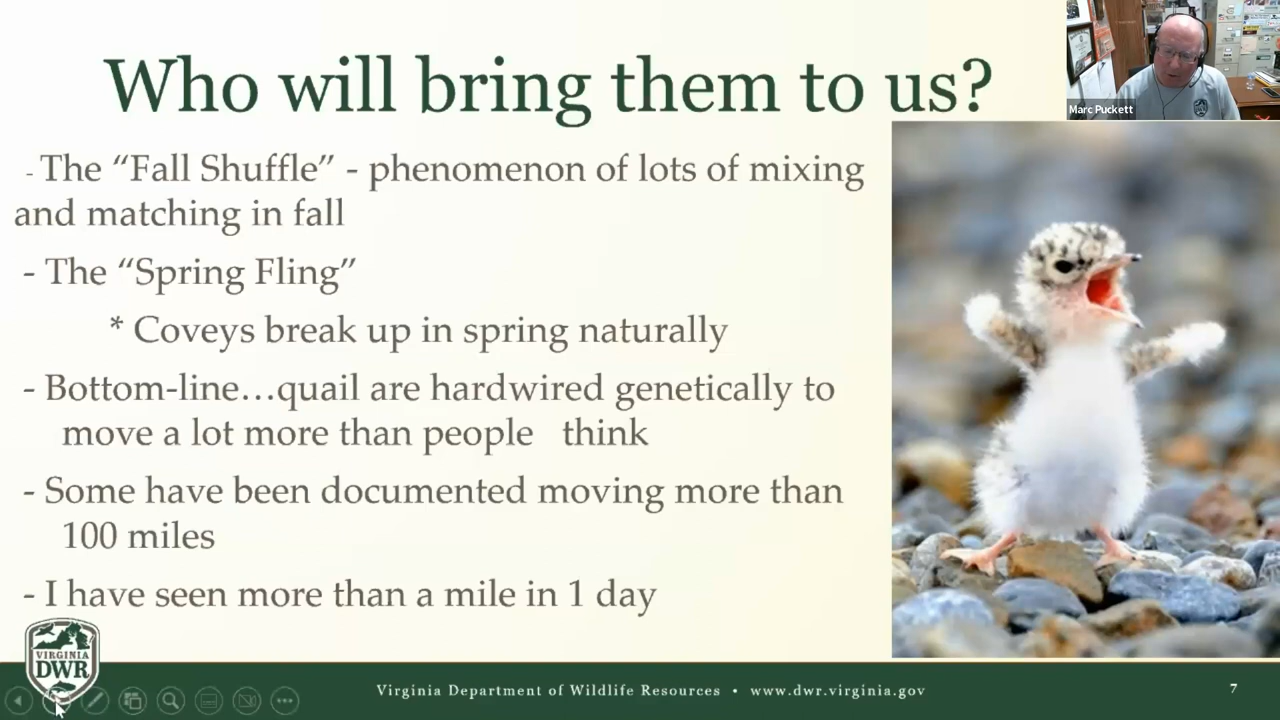 Who will bring them to us?
Marc Puckett
- The “Fall Shuffle” - phenomenon of lots of mixing
and matching in fall
- The “Spring Fling”
* Coveys break up in spring naturally
- Bottom-line…quail are hardwired genetically to
move a lot more than people think
- Some have been documented moving more than
100 miles
- I have seen more than a mile in 1 day
VIRGINIA
DWR
Virginia Department of Wildlife Resources • www.dwr.virginia.gov
7